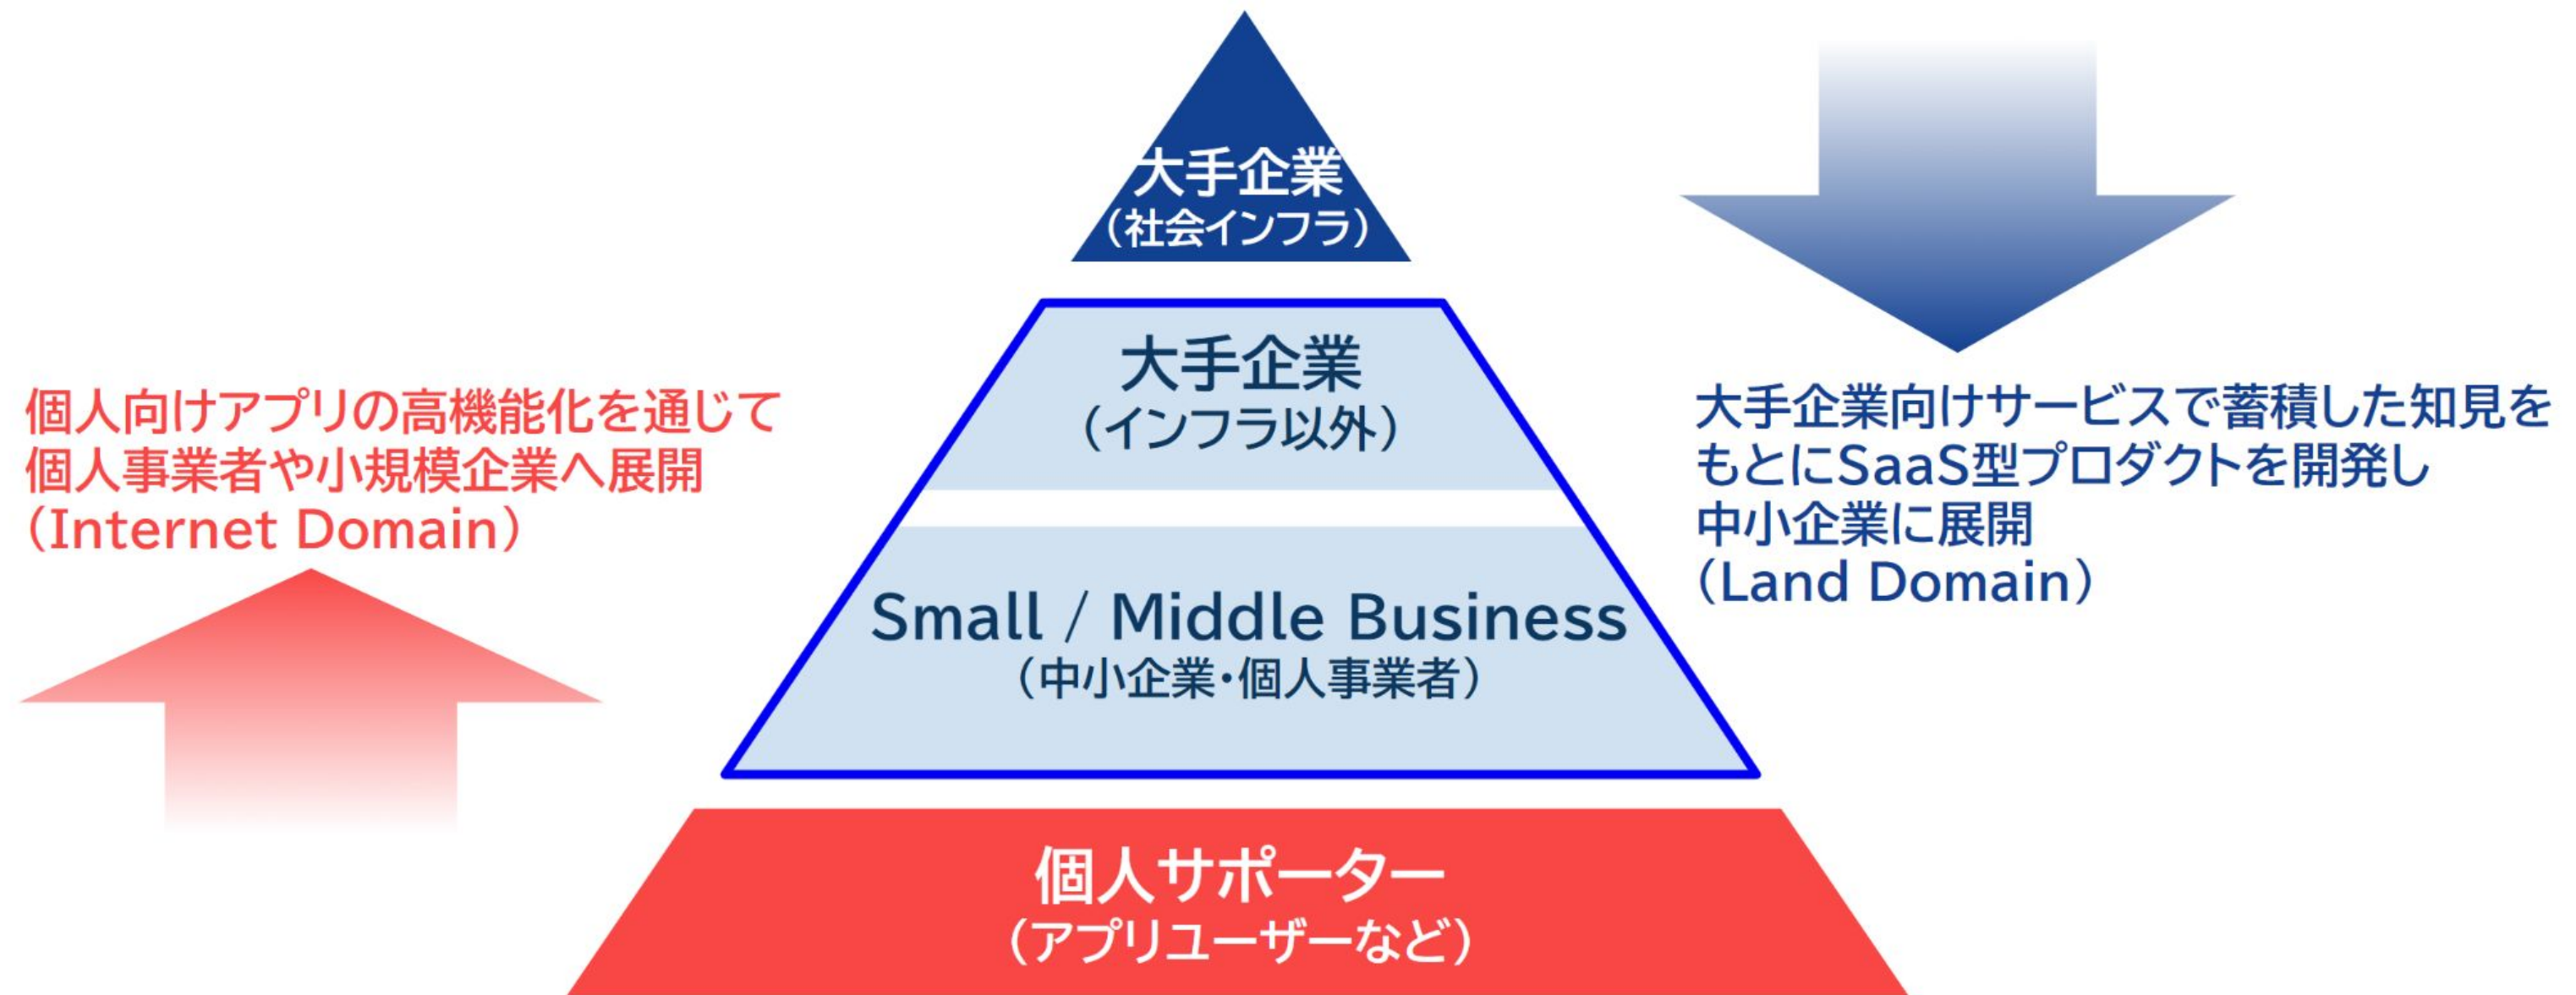 大手企業
（社会インフラ）
大手企業
（インフラ以外）
Small / Middle Business
（中小企業・個人事業者）
個人サポーター
（アプリユーザーなど）
個人向けアプリの高機能化を通じて
個人事業者や小規模企業へ展開
（Internet Domain）
大手企業向けサービスで蓄積した知見を
もとにSaaS型プロダクトを開発し
中小企業に展開
（Land Domain）